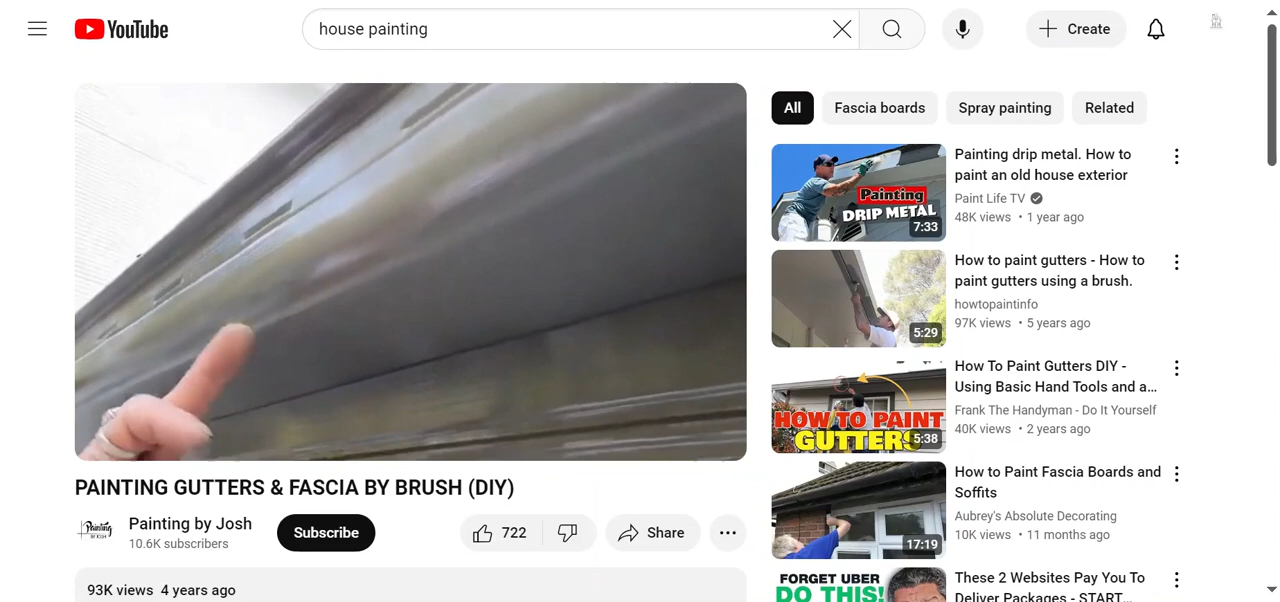 YouTube
house painting
Create
All
Fascia boards
Spray painting
Related
PAINTING GUTTERS & FASCIA BY BRUSH (DIY)
Painting
BY JOSH
Painting by Josh
10.6K subscribers
Subscribe
722
Share
93K views 4 years ago
Painting
DRIP METAL
7:33
Painting drip metal. How to
paint an old house exterior
Paint Life TV
48K views • 1 year ago
5:29
How to paint gutters - How to
paint gutters using a brush.
howtopaintinfo
97K views • 5 years ago
HOW TO PAINT
GUTTERS
5:38
How To Paint Gutters DIY -
Using Basic Hand Tools and a...
Frank The Handyman - Do It Yourself
40K views • 2 years ago
17:19
How to Paint Fascia Boards and
Soffits
Aubrey's Absolute Decorating
10K views • 11 months ago
FORGET UBER
DO THIS!
These 2 Websites Pay You To
Deliver Packages - START...